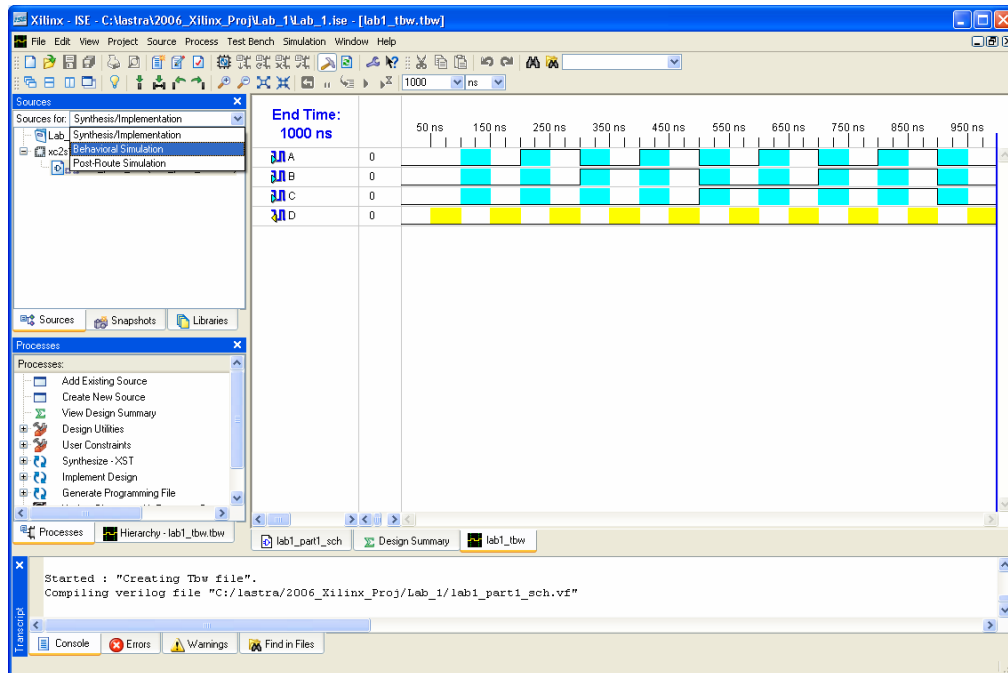 Xilinx - ISE - C:\lastra\2006_Xilinx_Proj\Lab_1\Lab_1.ise - [lab1_tbw.tbw]
File Edit View Project Source Process Test Bench Simulation Window Help
1000 ns
Sources
Sources for: Synthesis/Implementation
Synthesis/Implementation
Behavioral Simulation
Post-Route Simulation
Lab_
xc2s
End Time:
1000 ns
50 ns 150 ns 250 ns 350 ns 450 ns 550 ns 650 ns 750 ns 850 ns 950 ns
A 0
B 0
C 0
D 0
Sources Snapshots Libraries
Processes
Processes:
Add Existing Source
Create New Source
View Design Summary
Design Utilities
User Constraints
Synthesize - XST
Implement Design
Generate Programming File
Processes Hierarchy - lab1_tbw.tbw
lab1_part1_sch Design Summary lab1_tbw
Started : "Creating Tbw file".
Compiling verilog file "C:/lastra/2006_Xilinx_Proj/Lab_1/lab1_part1_sch.vf"
Transcript
Console Errors Warnings Find in Files